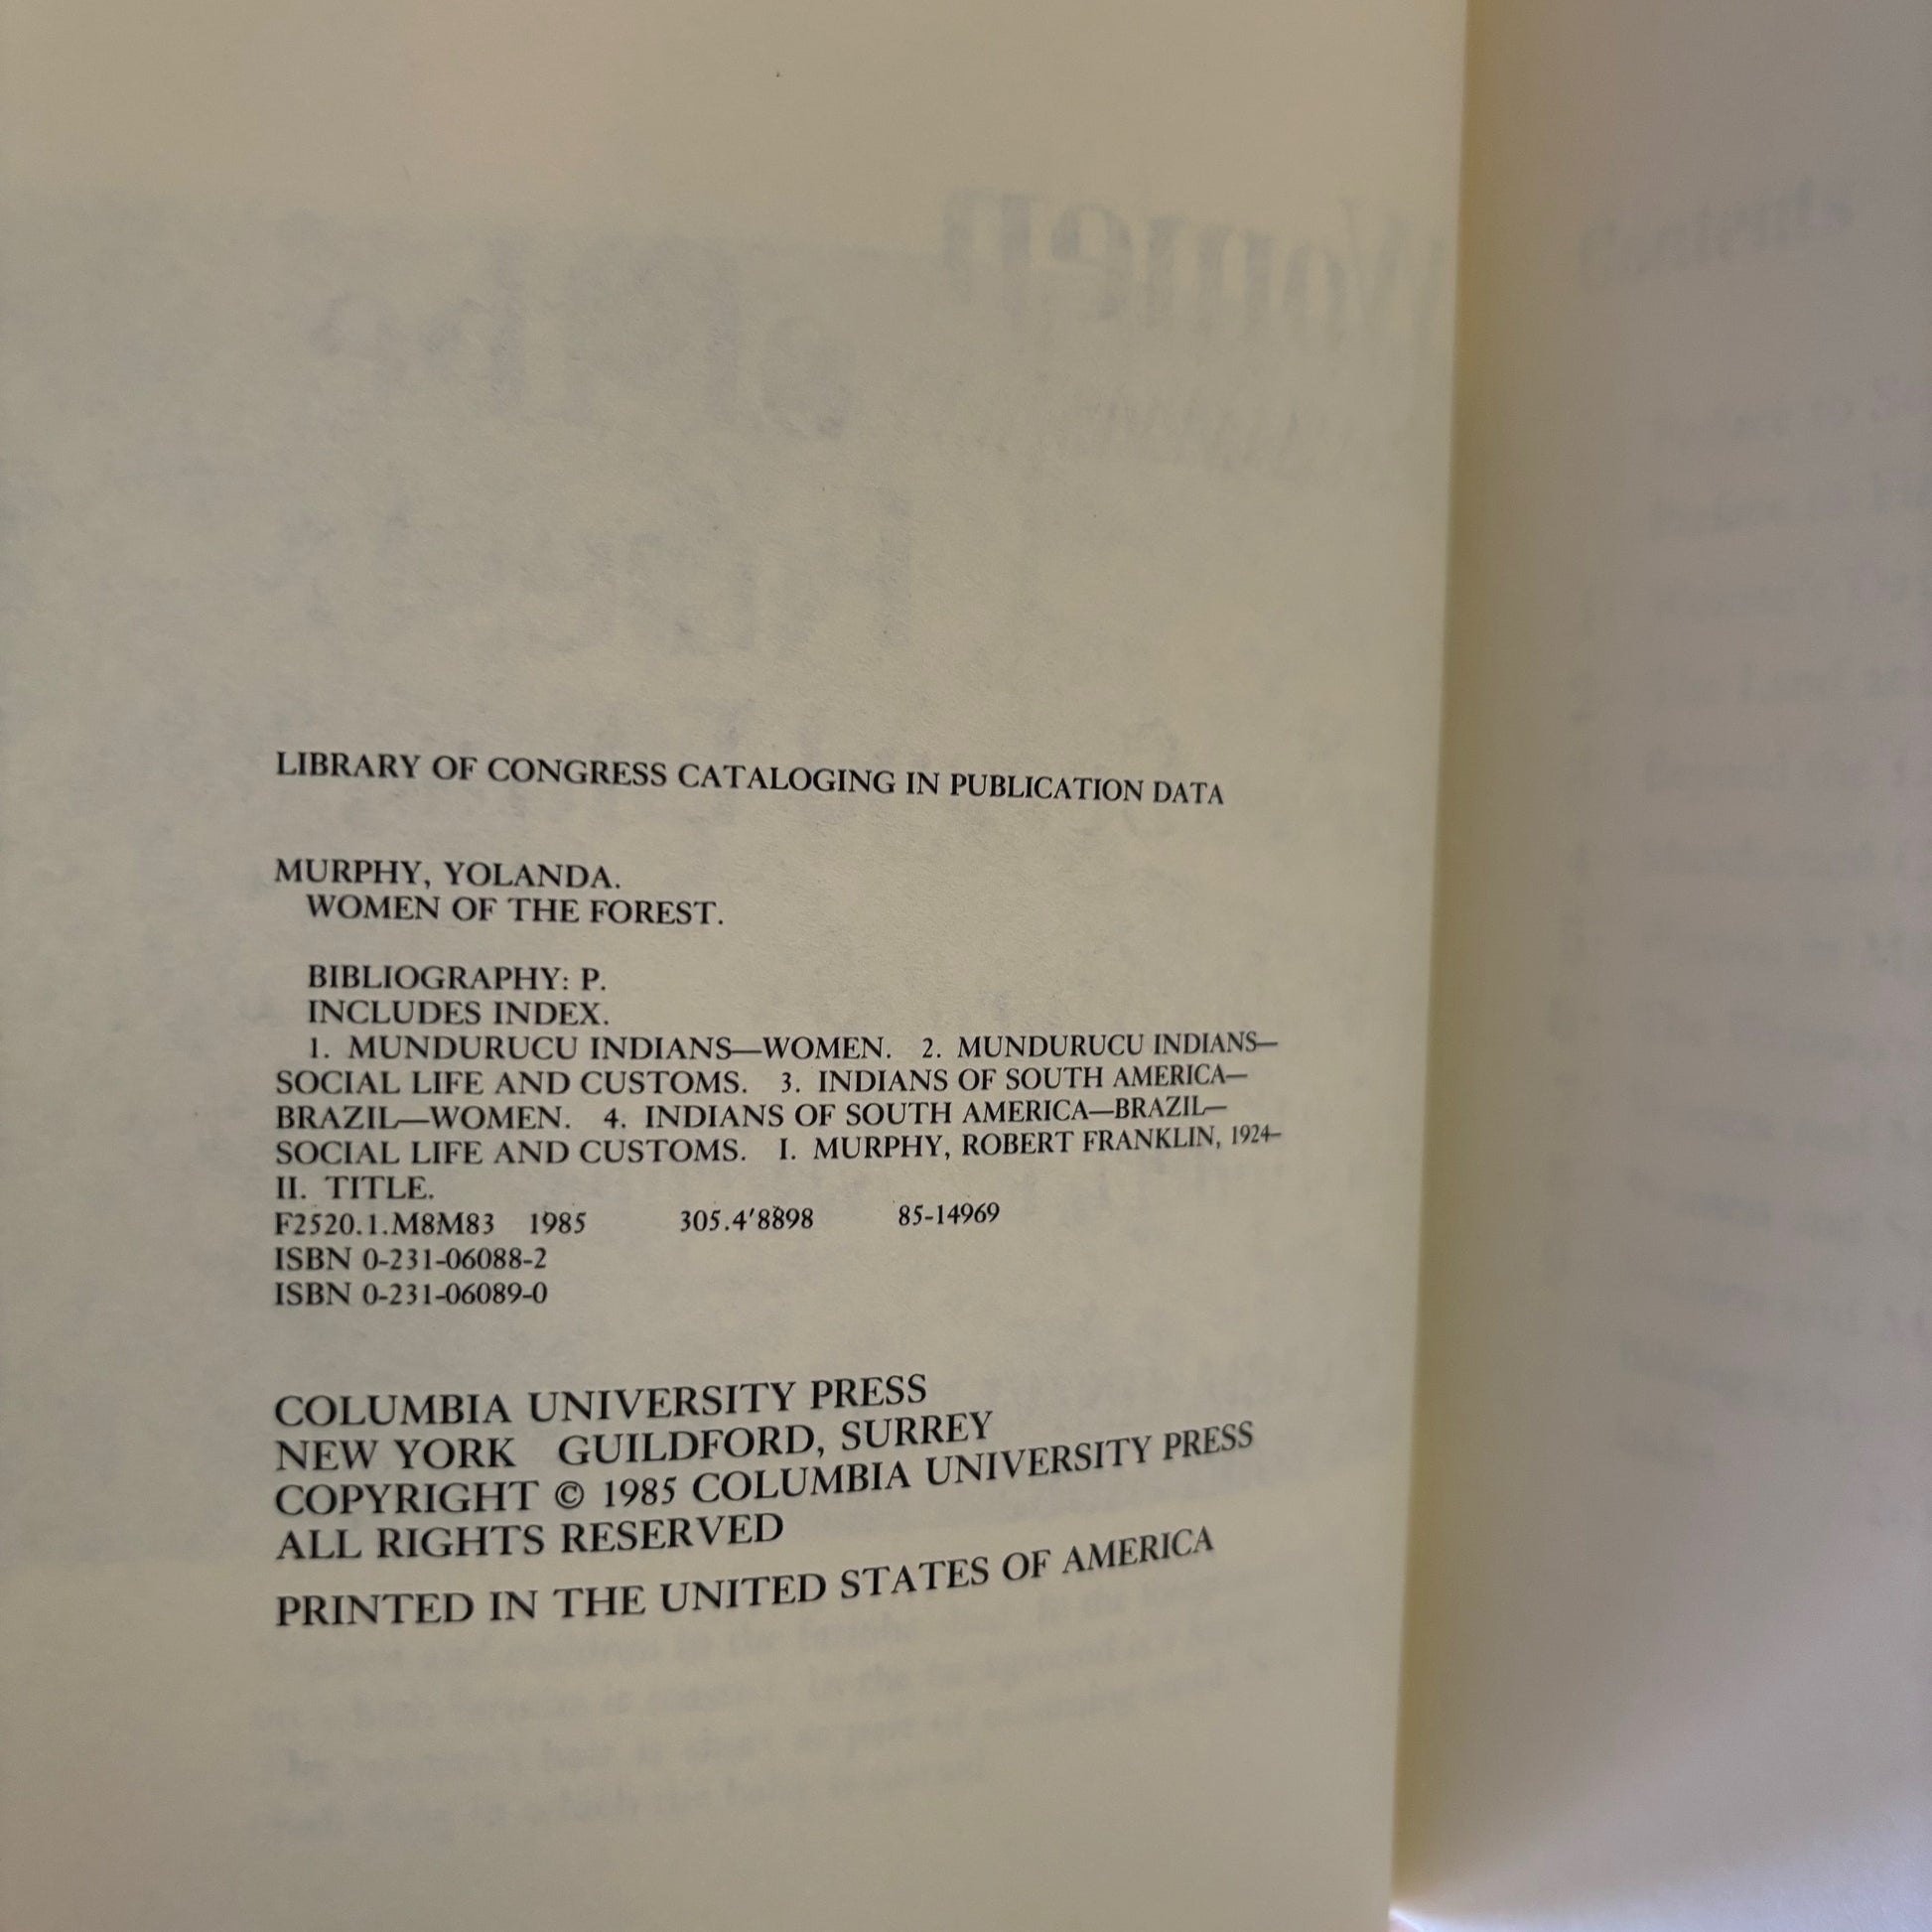 LIBRARY OF CONGRESS CATALOGING IN PUBLICATION DATA
MURPHY, YOLANDA.
WOMEN OF THE FOREST.
BIBLIOGRAPHY: P.
INCLUDES INDEX.
1. MUNDURUCU INDIANS—WOMEN. 2. MUNDURUCU INDIANS—
SOCIAL LIFE AND CUSTOMS. 3. INDIANS OF SOUTH AMERICA—
BRAZIL—WOMEN. 4. INDIANS OF SOUTH AMERICA—BRAZIL—
SOCIAL LIFE AND CUSTOMS. I. MURPHY, ROBERT FRANKLIN, 1924–
II. TITLE.
F2520.1.M8M83 1985 305.4′8898 85-14969
ISBN 0-231-06088-2
ISBN 0-231-06089-0
COLUMBIA UNIVERSITY PRESS
NEW YORK GUILDFORD, SURREY
COPYRIGHT © 1985 COLUMBIA UNIVERSITY PRESS
ALL RIGHTS RESERVED
PRINTED IN THE UNITED STATES OF AMERICA
Women
Contents